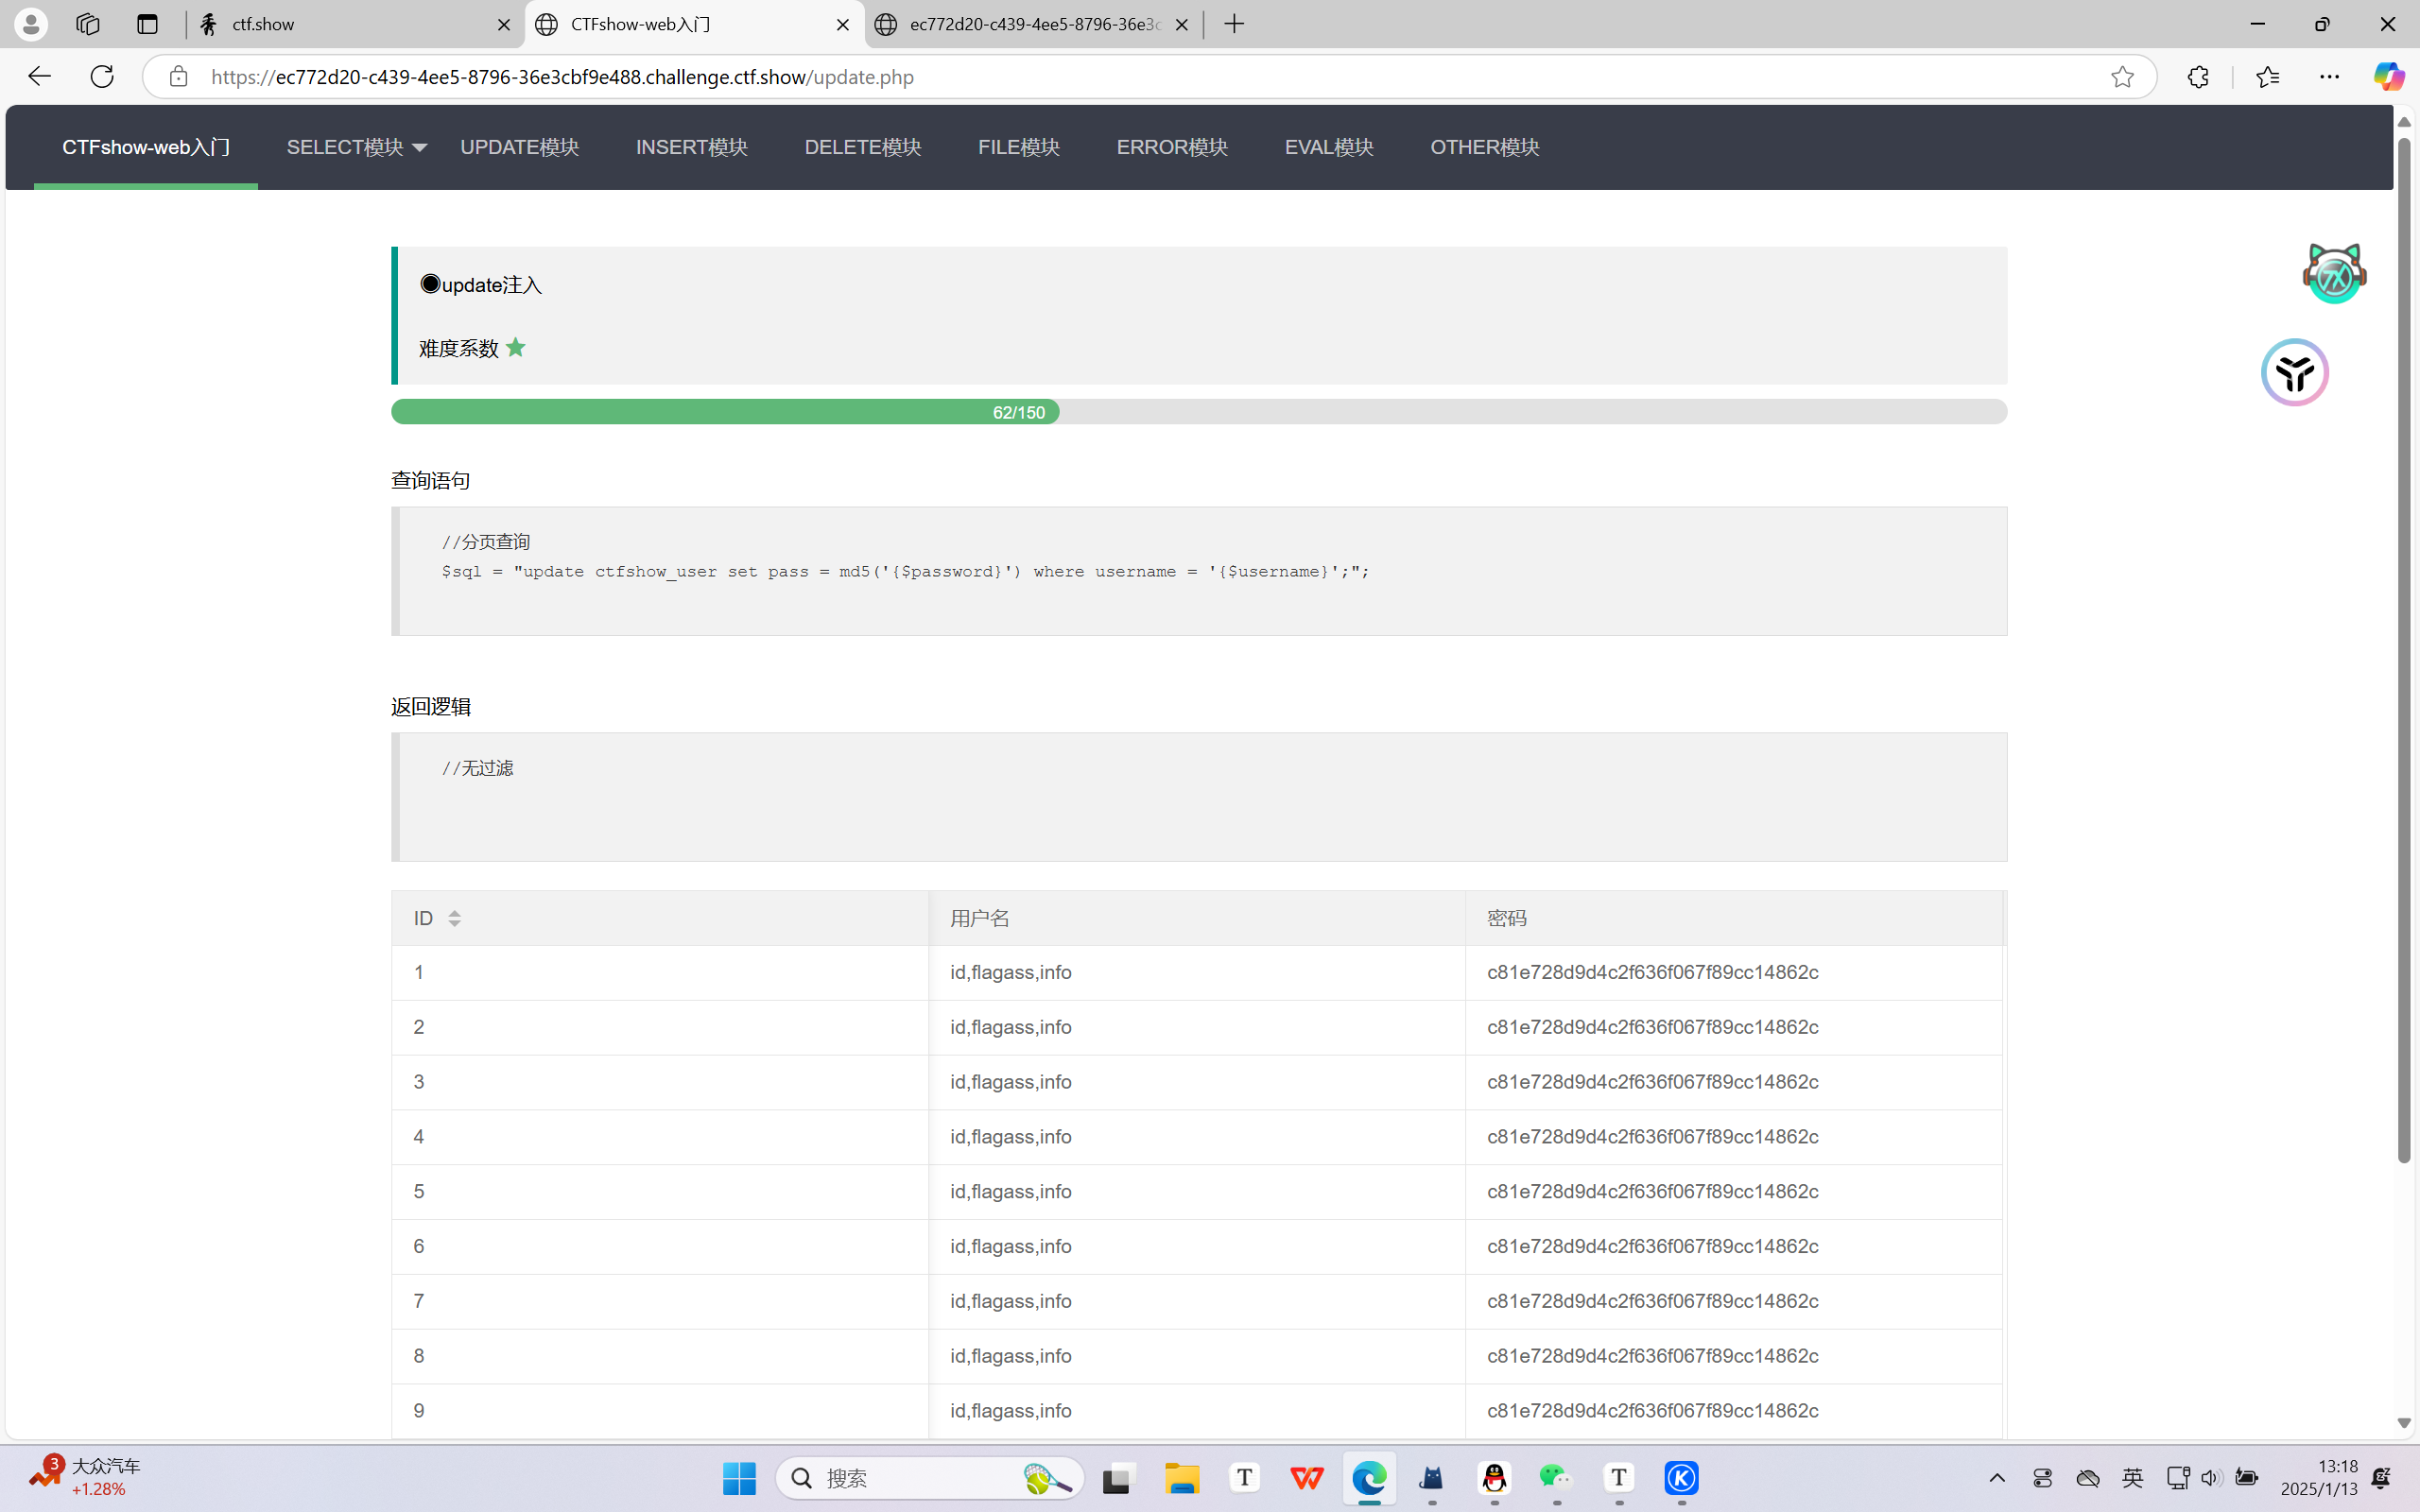 ctf.show
CTFshow-web入门
ec772d20-c439-4ee5-8796-36e3c
https://ec772d20-c439-4ee5-8796-36e3cbf9e488.challenge.ctf.show/update.php
CTFshow-web入门 SELECT模块 UPDATE模块 INSERT模块 DELETE模块 FILE模块 ERROR模块 EVAL模块 OTHER模块
◉update注入
难度系数
62/150
查询语句
//分页查询
$sql = "update ctfshow_user set pass = md5('{$password}') where username = '{$username}';";
返回逻辑
//无过滤
ID 用户名 密码
1 id,flagass,info c81e728d9d4c2f636f067f89cc14862c
2 id,flagass,info c81e728d9d4c2f636f067f89cc14862c
3 id,flagass,info c81e728d9d4c2f636f067f89cc14862c
4 id,flagass,info c81e728d9d4c2f636f067f89cc14862c
5 id,flagass,info c81e728d9d4c2f636f067f89cc14862c
6 id,flagass,info c81e728d9d4c2f636f067f89cc14862c
7 id,flagass,info c81e728d9d4c2f636f067f89cc14862c
8 id,flagass,info c81e728d9d4c2f636f067f89cc14862c
9 id,flagass,info c81e728d9d4c2f636f067f89cc14862c
3
大众汽车
+1.28%
搜索
英
13:18
2025/1/13